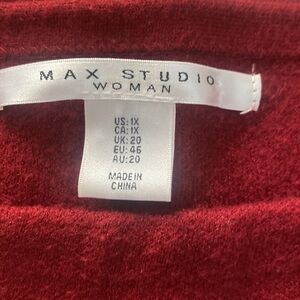 MAX STUDIO
WOMAN
US: 1X
CA: 1X
UK: 20
EU: 46
AU: 20
MADE IN
CHINA